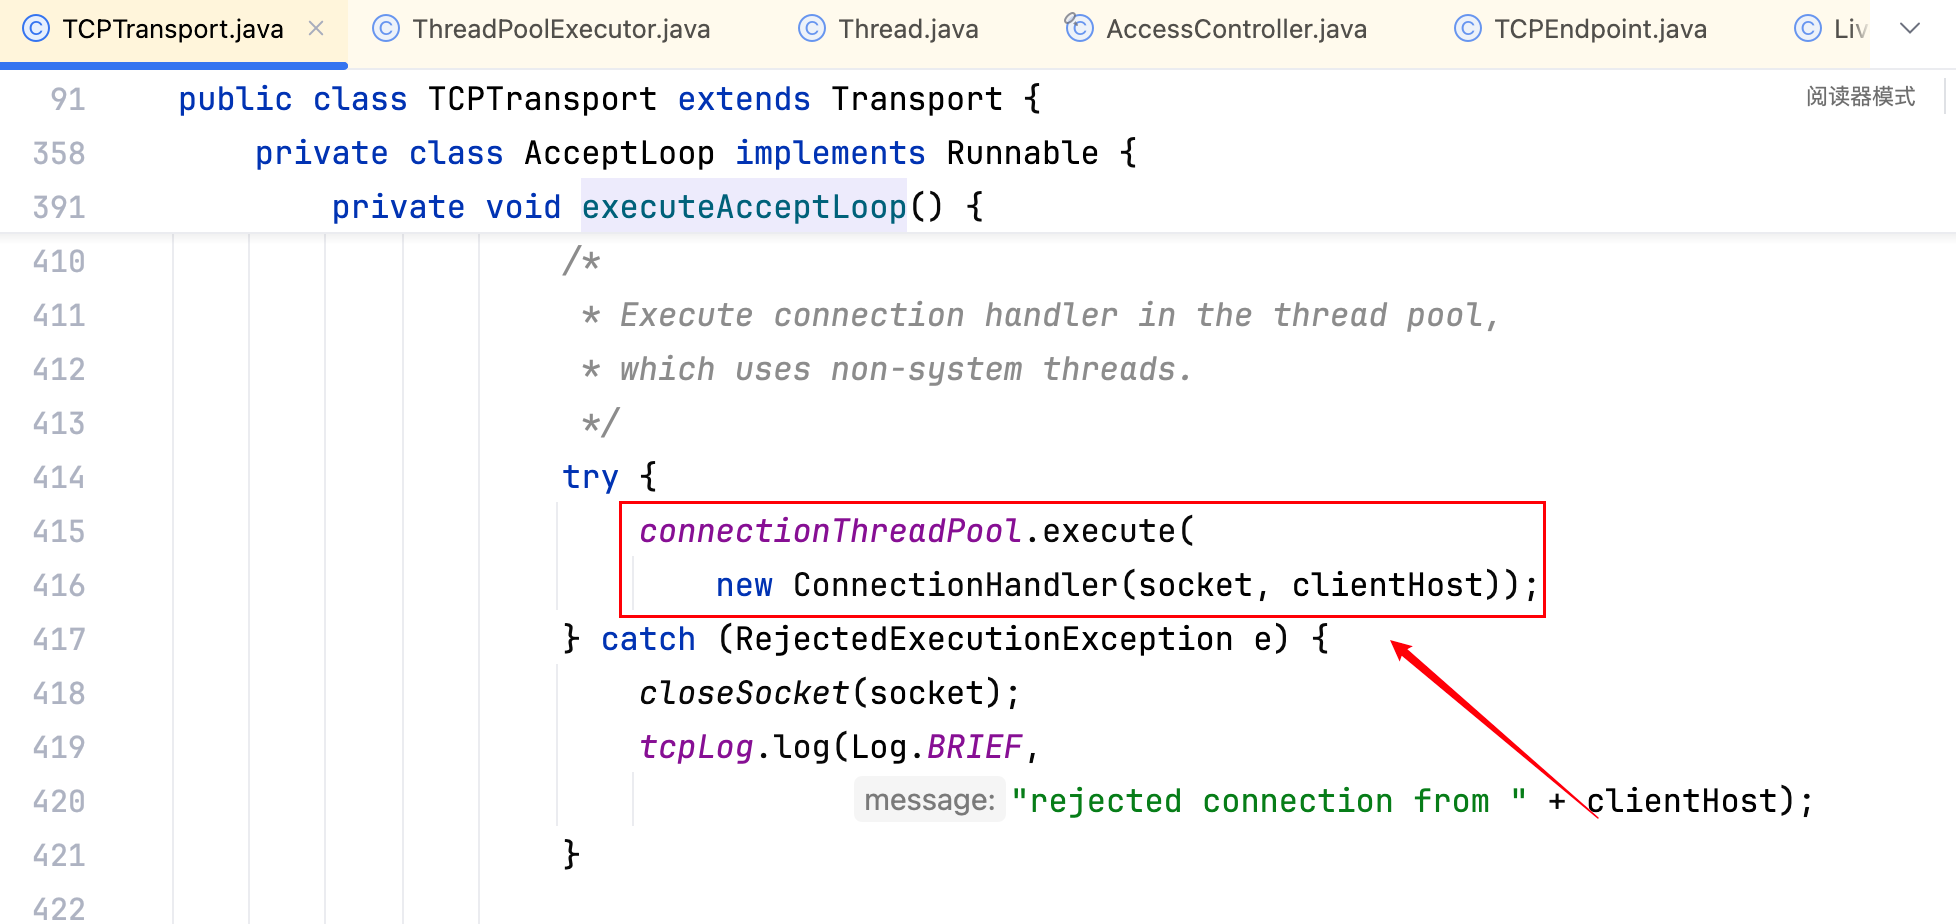 TCPTransport.java ThreadPoolExecutor.java Thread.java AccessController.java TCPEndpoint.java Liv
阅读器模式
91 public class TCPTransport extends Transport {
358 private class AcceptLoop implements Runnable {
391 private void executeAcceptLoop() {
410 /*
411 * Execute connection handler in the thread pool,
412 * which uses non-system threads.
413 */
414 try {
415 connectionThreadPool.execute(
416 new ConnectionHandler(socket, clientHost));
417 } catch (RejectedExecutionException e) {
418 closeSocket(socket);
419 tcpLog.log(Log.BRIEF,
420 message: "rejected connection from " + clientHost);
421 }
422